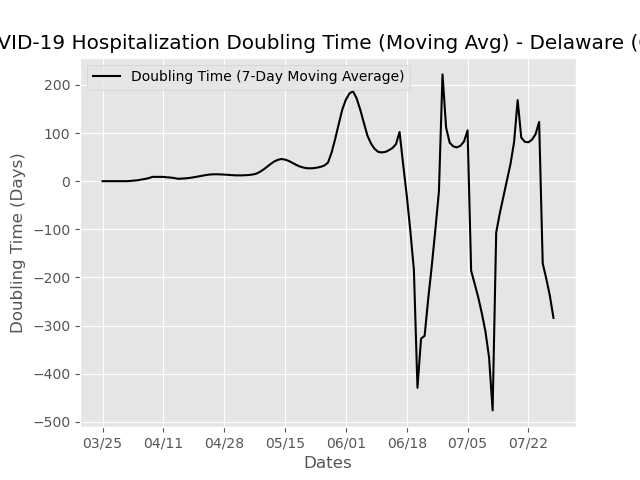 VID-19 Hospitalization Doubling Time (Moving Avg) - Delaware (
Doubling Time (7-Day Moving Average)
200
100
0
−100
−200
−300
−400
−500
Doubling Time (Days)
03/25 04/11 04/28 05/15 06/01 06/18 07/05 07/22
Dates